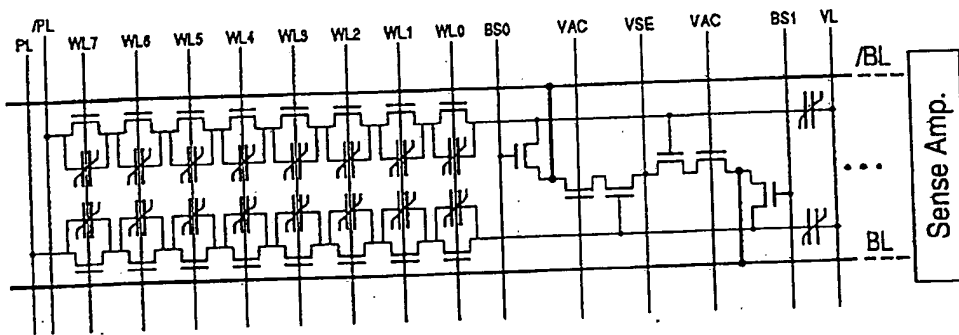 PL /PL WL7 WL6 WL5 WL4 WL3 WL2 WL1 WL0 BS0 VAC VSE VAC BS1 VL
/BL
Sense Amp.
BL